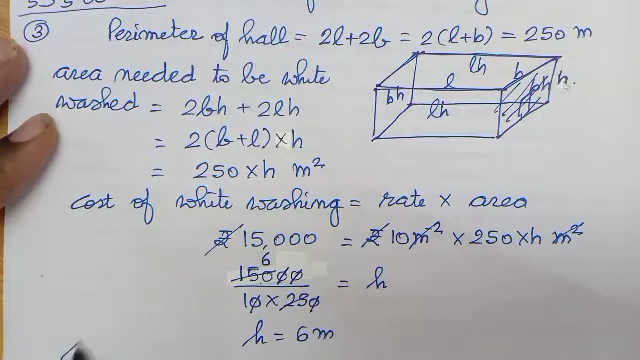 ③ Perimeter of hall = 2l+2b = 2(l+b) = 250 m
area needed to be white
washed = 2bh + 2lh
= 2(b+l)×h
= 250×h m²
lh
l
b
bh
lh
bh
h.
cost of white washing = rate × area
₹ 15,000 = ₹ 10m² × 250×h m²
6
15000
10 × 250 = h
h = 6m